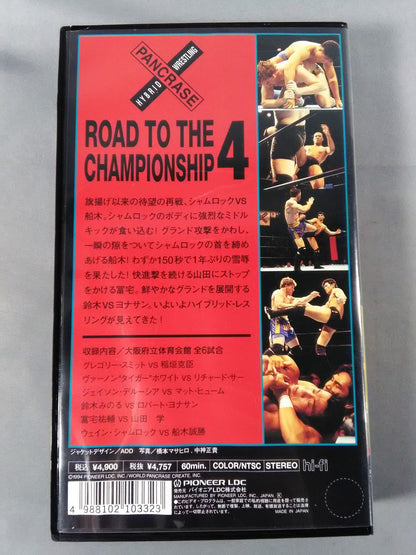 PANCRASE
HYBRID WRESTLING
ROAD TO THE
CHAMPIONSHIP 4
旗揚げ以来の待望の再戦、シャムロックVS
船木。シャムロックのボディに強烈なミドル
キックが食い込む! グランド攻撃をかわし、
一瞬の隙をついてシャムロックの首を締め
あげる船木! わずか150秒で1年ぶりの雪辱
を果たした! 快進撃を続ける山田にストップ
をかける冨宅。鮮やかなグランドを展開する
鈴木VSヨナサン。いよいよハイブリッド・レス
リングが見えてきた!
収録内容/大阪府立体育会館 全6試合
グレゴリー・スミット VS 稲垣克臣
ヴァーノン“タイガー”ホワイト VS リチャード・サー
ジェイソン・デルーシア VS マット・ヒューム
鈴木みのる VS ロバート・ヨナサン
冨宅祐輔 VS 山田 学
ウェイン・シャムロック VS 船木誠勝
ジャケットデザイン/ADD 写真/橋本マサヒロ、中神正貴
税込 ¥4,900 税抜 ¥4,757 60min. COLOR/NTSC STEREO hi-fi
©1994 PIONEER LDC, INC./WORLD PANCRASE CREATE, INC.
PIONEER LDC
発売元 パイオニアLDC株式会社
MANUFACTURED BY PIONEER LDC, INC. JAPAN
MADE IN JAPAN
4 988102 103323